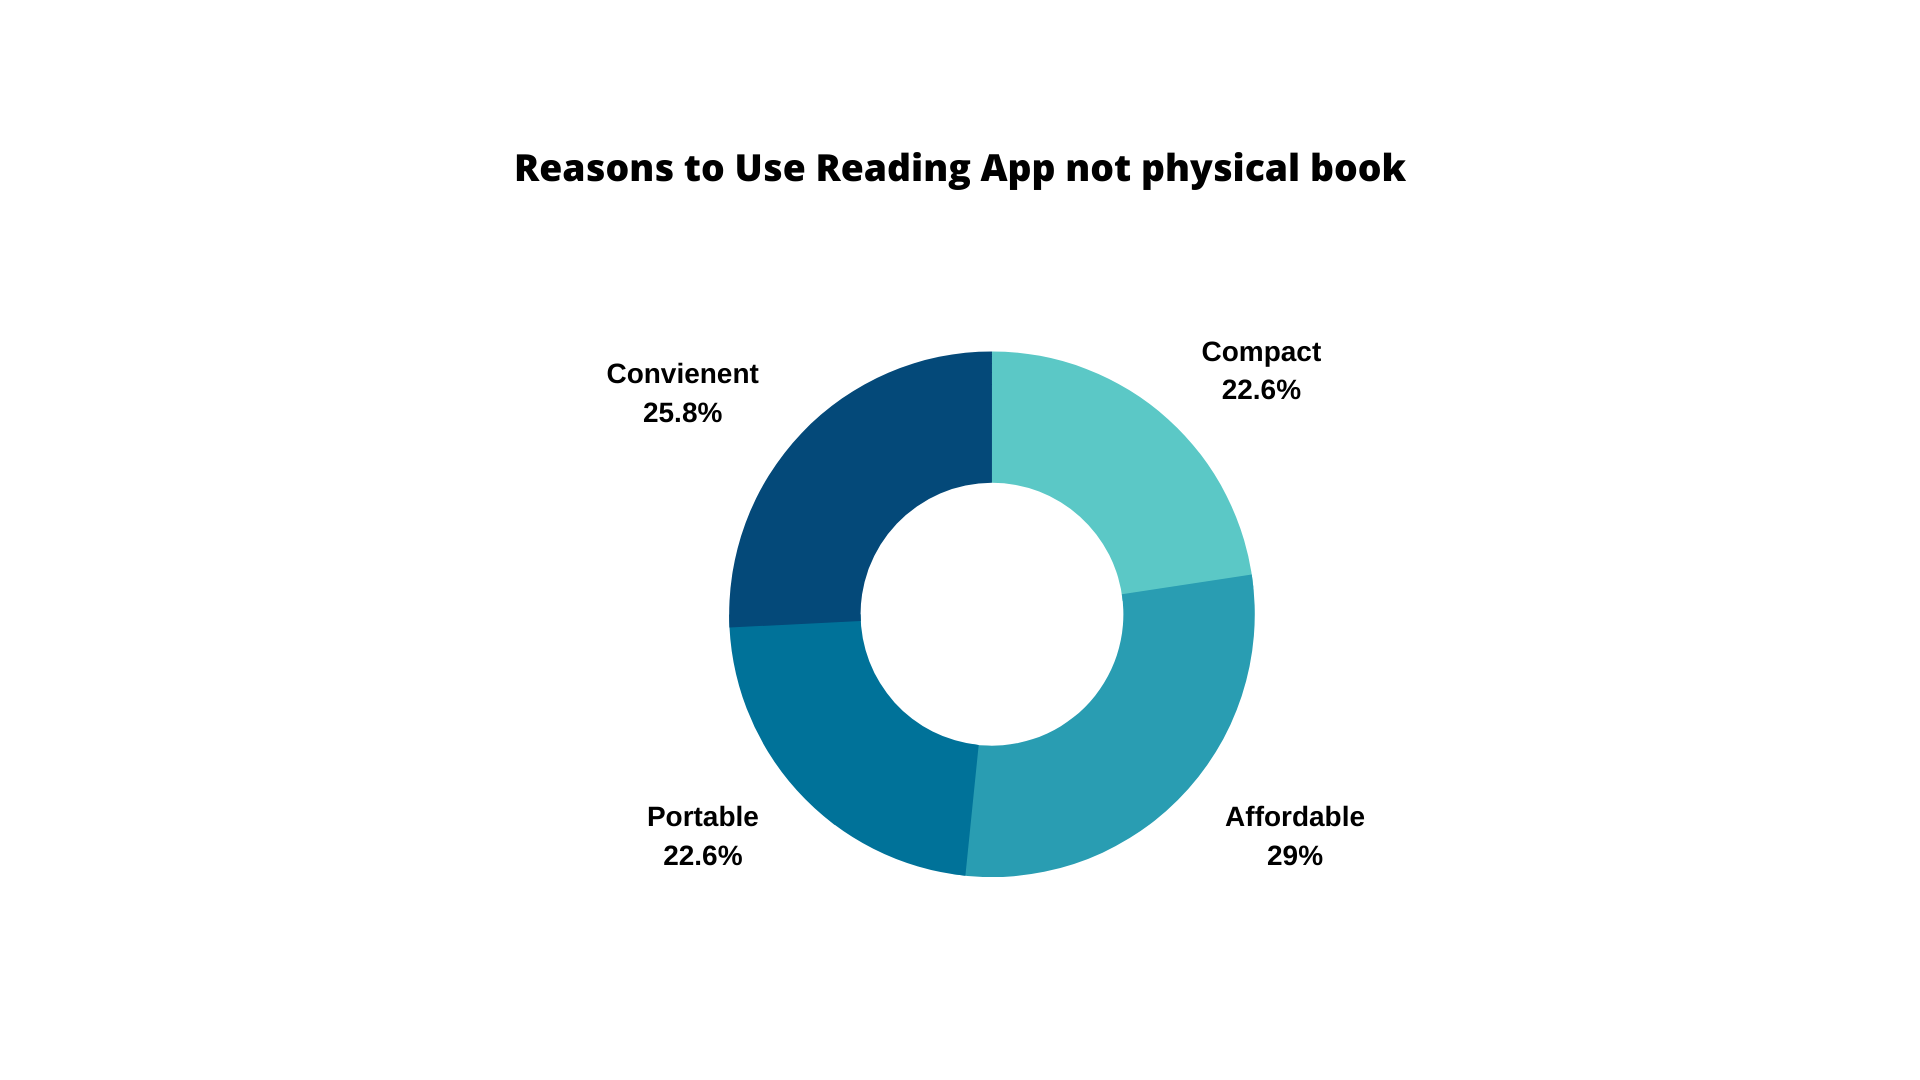 Reasons to Use Reading App not physical book
Convienent
25.8%
Compact
22.6%
Portable
22.6%
Affordable
29%